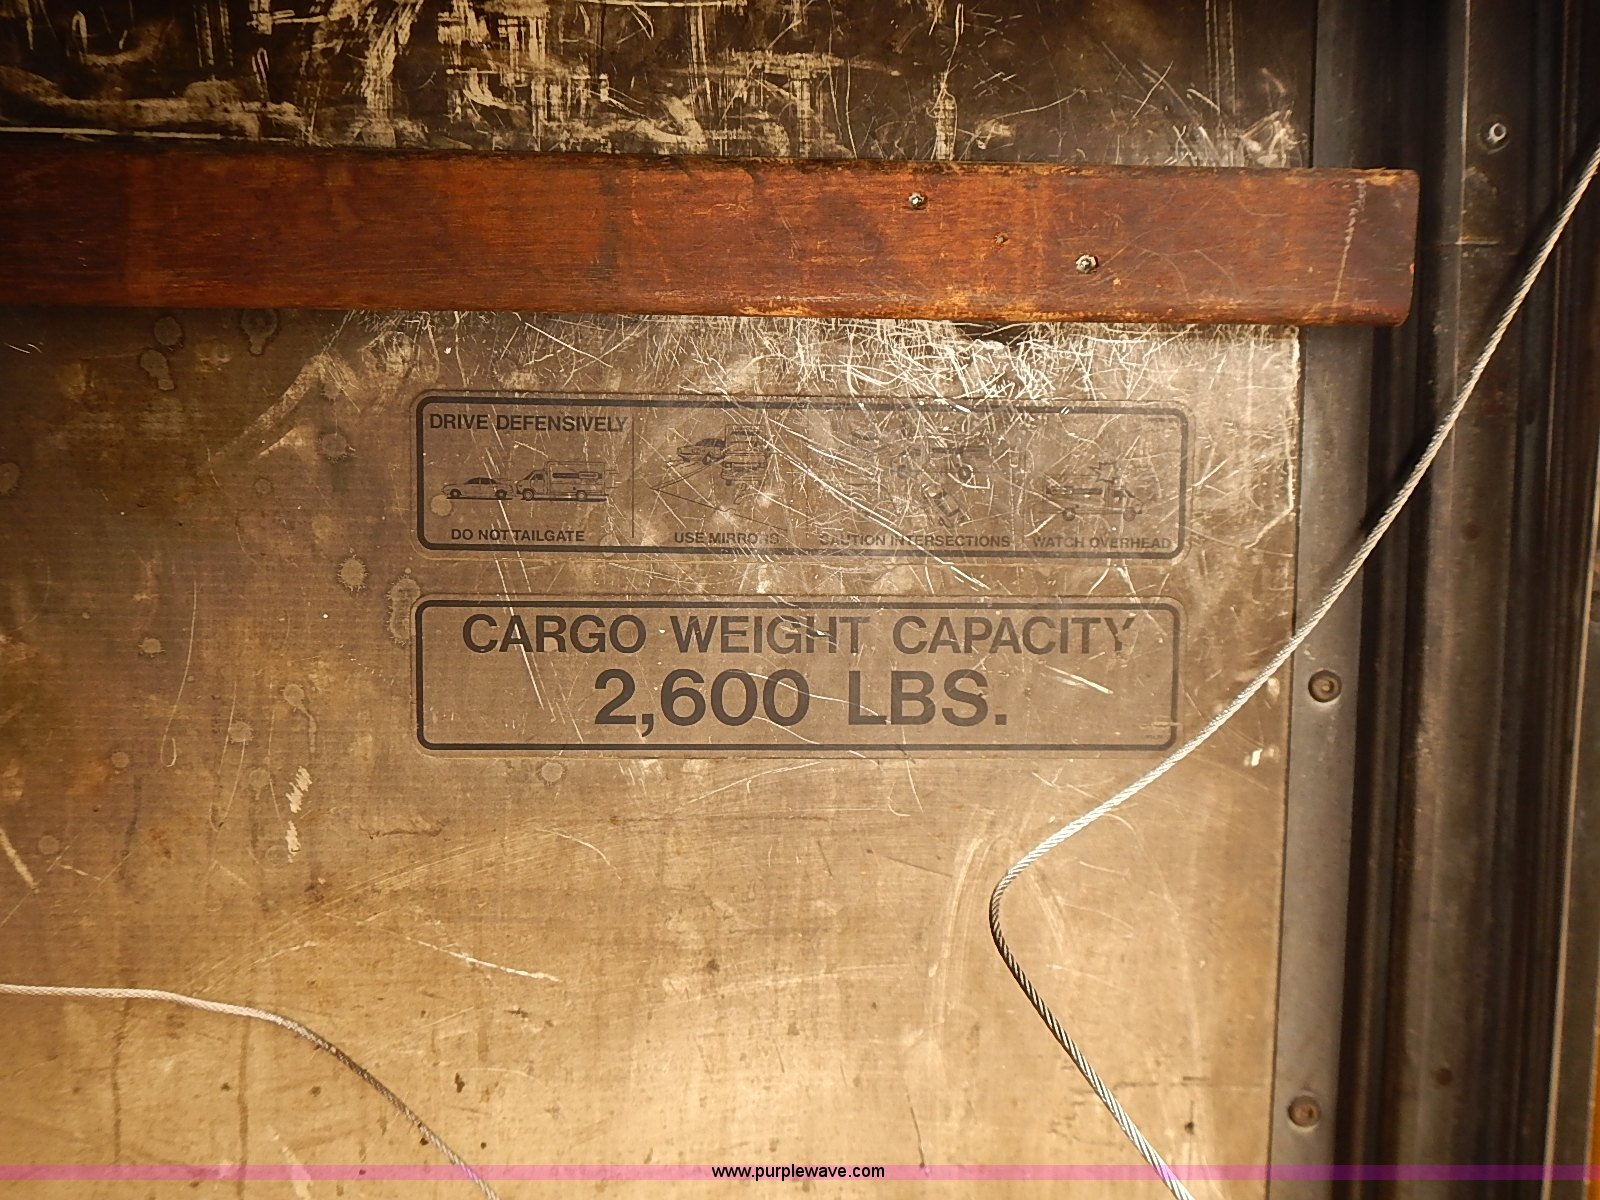 DRIVE DEFENSIVELY
DO NOT TAILGATE
USE MIRRORS
CAUTION INTERSECTIONS
WATCH OVERHEAD
CARGO WEIGHT CAPACITY
2,600 LBS.
www.purplewave.com